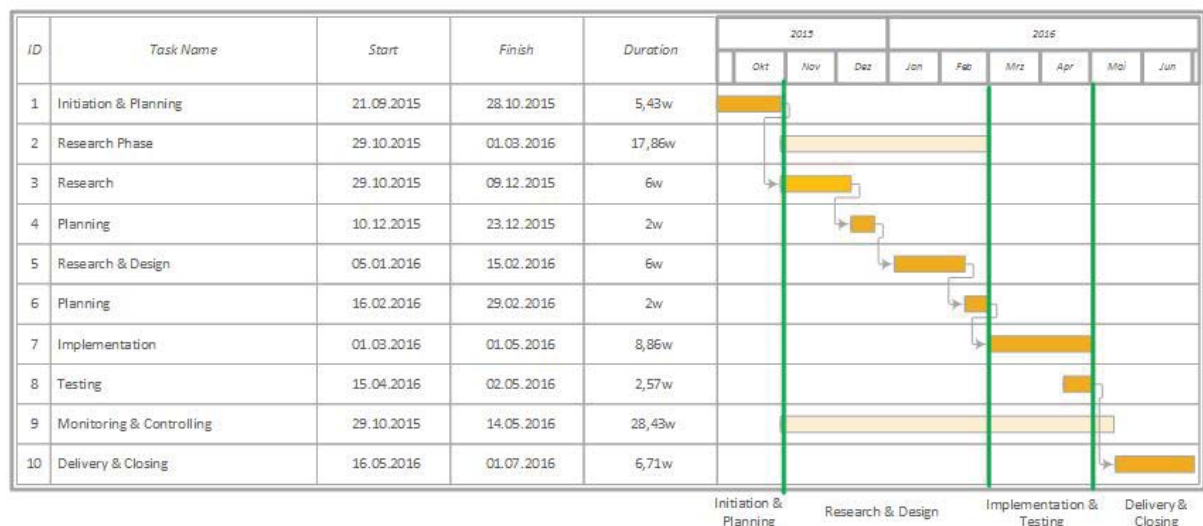 ID Task Name Start Finish Duration 2015 2016
Okt Nov Dez Jan Feb Mrz Apr Mai Jun
1 Initiation & Planning 21.09.2015 28.10.2015 5,43w
2 Research Phase 29.10.2015 01.03.2016 17,86w
3 Research 29.10.2015 09.12.2015 6w
4 Planning 10.12.2015 23.12.2015 2w
5 Research & Design 05.01.2016 15.02.2016 6w
6 Planning 16.02.2016 29.02.2016 2w
7 Implementation 01.03.2016 01.05.2016 8,86w
8 Testing 15.04.2016 02.05.2016 2,57w
9 Monitoring & Controlling 29.10.2015 14.05.2016 28,43w
10 Delivery & Closing 16.05.2016 01.07.2016 6,71w
Initiation &
Planning
Research & Design
Implementation &
Testing
Delivery &
Closing